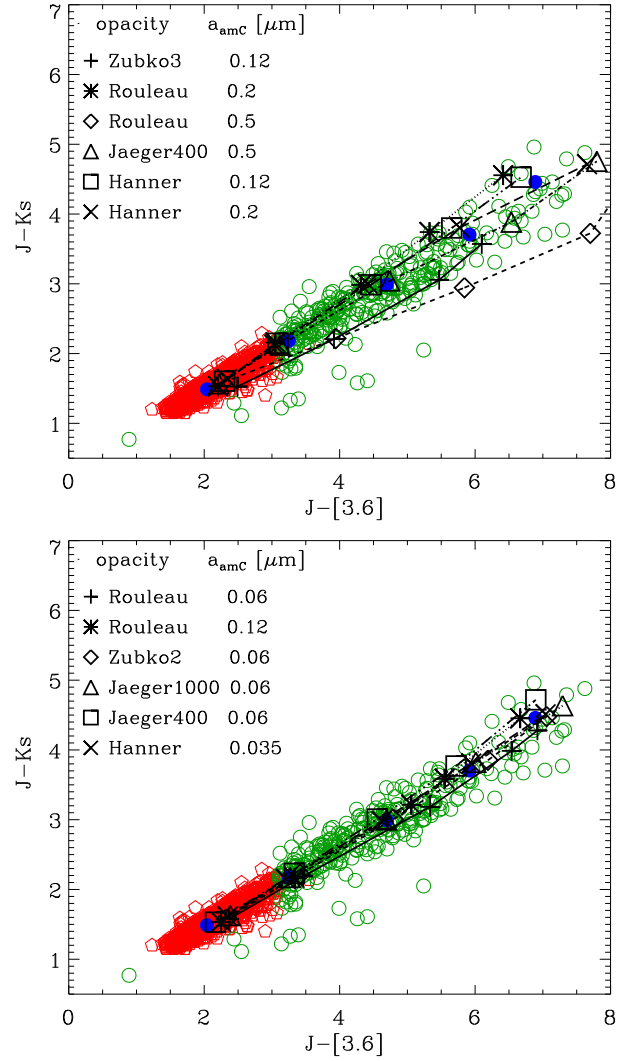 7
opacity a_amC [μm]
Zubko3 0.12
6
Rouleau 0.2
Rouleau 0.5
Jaeger400 0.5
5
Hanner 0.12
Hanner 0.2
4
J−Ks
3
2
1
0 2 4 6 8
J−[3.6]
7
opacity a_amC [μm]
Rouleau 0.06
6
Rouleau 0.12
Zubko2 0.06
Jaeger1000 0.06
5
Jaeger400 0.06
Hanner 0.035
4
J−Ks
3
2
1
0 2 4 6 8
J−[3.6]